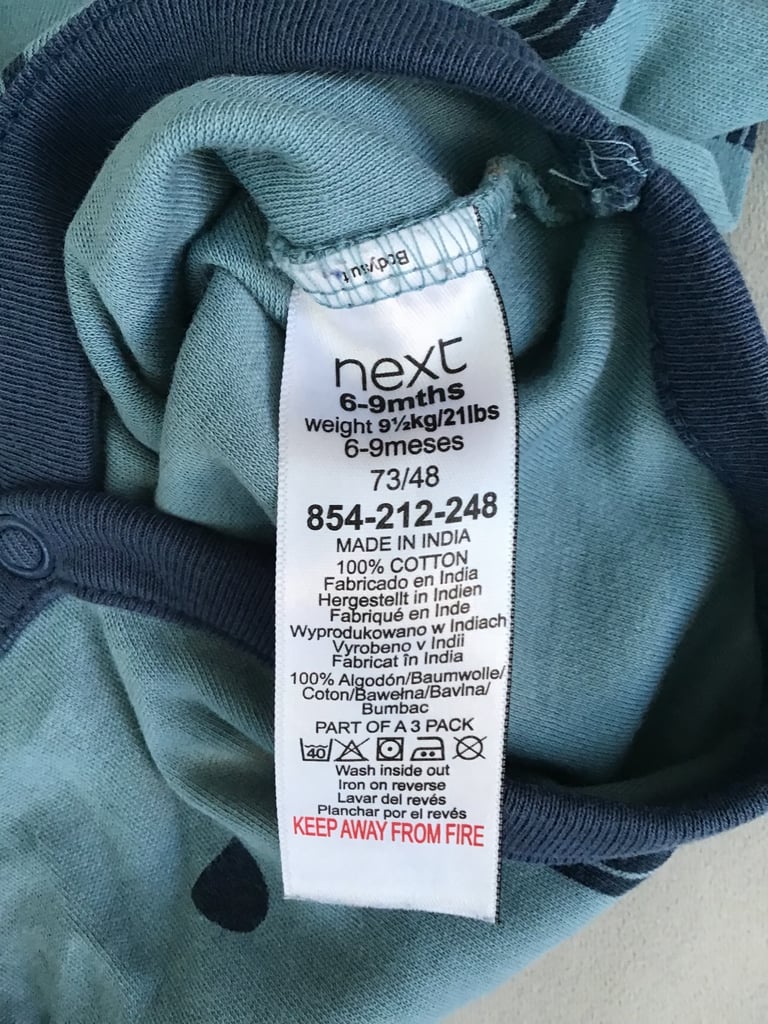 Bodysuit
next
6-9mths
weight 9½kg/21lbs
6-9meses
73/48
854-212-248
MADE IN INDIA
100% COTTON
Fabricado en India
Hergestellt in Indien
Fabriqué en Inde
Wyprodukowano w Indiach
Vyrobeno v Indii
Fabricat în India
100% Algodón/Baumwolle/
Coton/Bawełna/Bavlna/
Bumbac
PART OF A 3 PACK
40
Wash inside out
Iron on reverse
Lavar del revés
Planchar por el revés
KEEP AWAY FROM FIRE